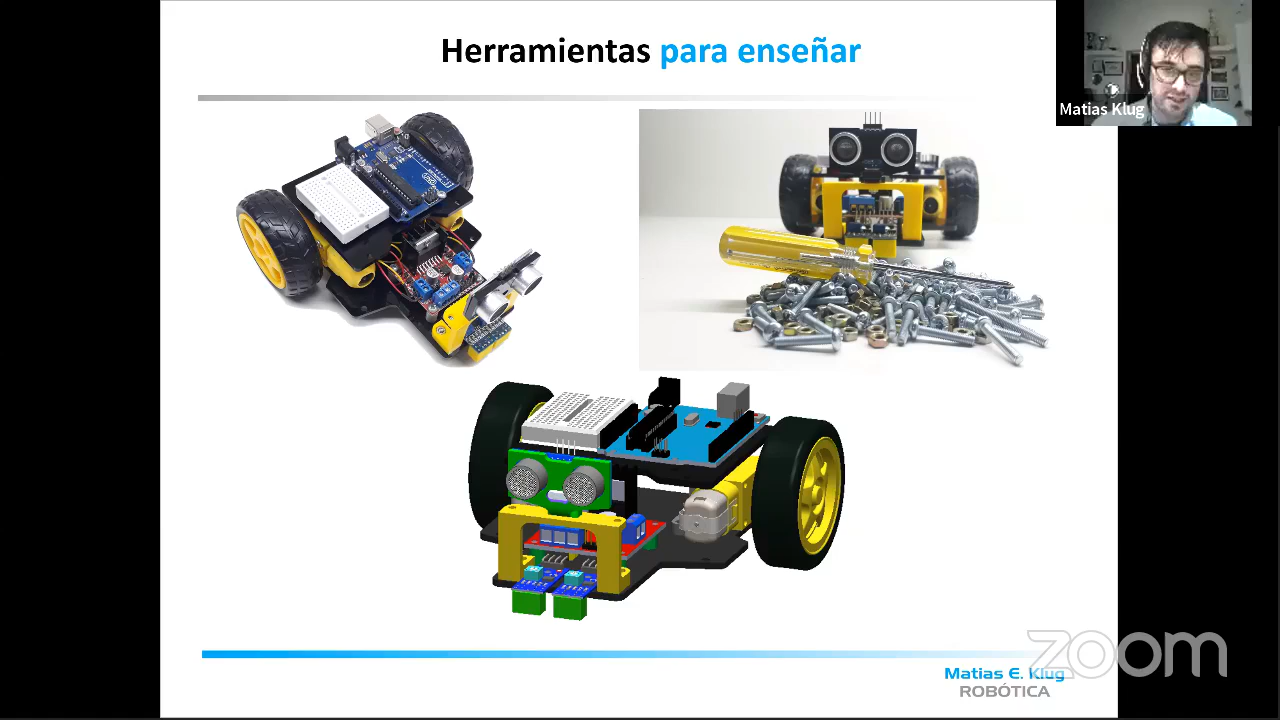 Herramientas para enseñar
Matias Klug
zoom
Matias E. Klug
ROBÓTICA